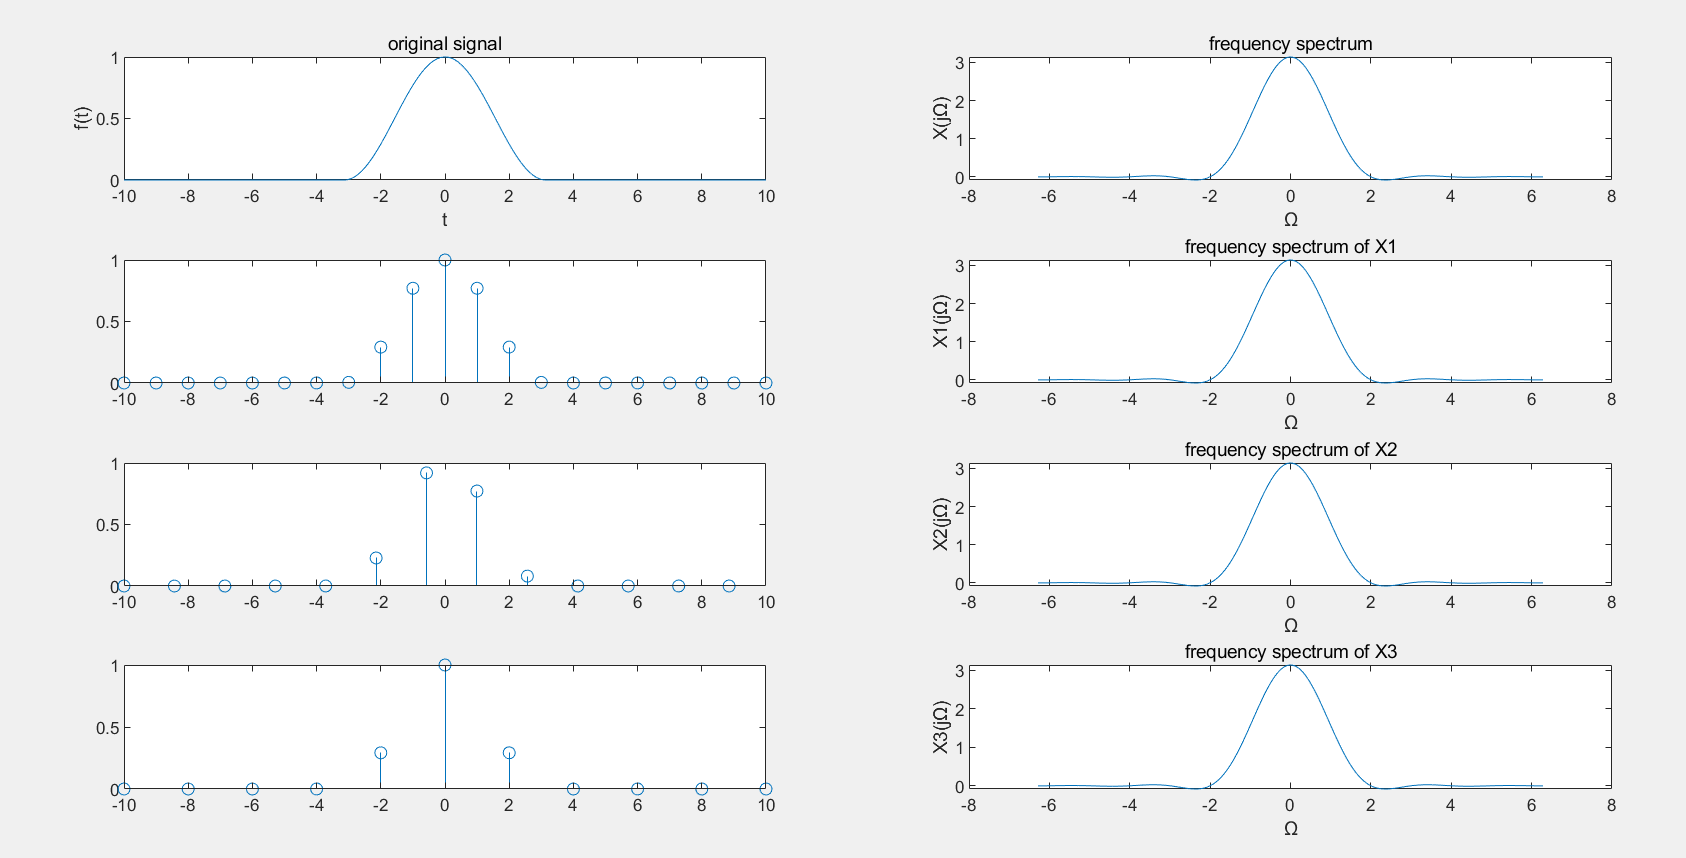 original signal
1
0.5
0
f(t)
-10 -8 -6 -4 -2 0 2 4 6 8 10
t
frequency spectrum
3
2
1
0
X(jΩ)
-8 -6 -4 -2 0 2 4 6 8
Ω
1
0.5
0
-10 -8 -6 -4 -2 0 2 4 6 8 10
frequency spectrum of X1
3
2
1
0
X1(jΩ)
-8 -6 -4 -2 0 2 4 6 8
Ω
1
0.5
0
-10 -8 -6 -4 -2 0 2 4 6 8 10
frequency spectrum of X2
3
2
1
0
X2(jΩ)
-8 -6 -4 -2 0 2 4 6 8
Ω
1
0.5
0
-10 -8 -6 -4 -2 0 2 4 6 8 10
frequency spectrum of X3
3
2
1
0
X3(jΩ)
-8 -6 -4 -2 0 2 4 6 8
Ω